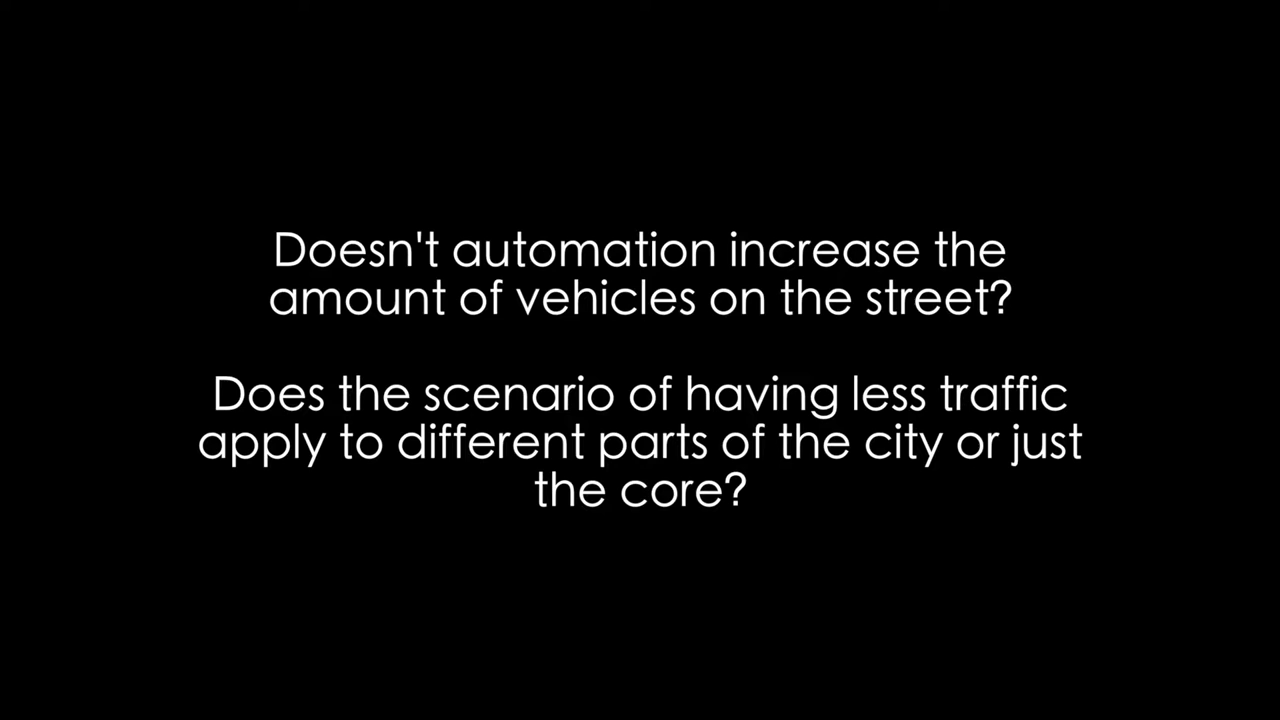 Doesn't automation increase the
amount of vehicles on the street?
Does the scenario of having less traffic
apply to different parts of the city or just
the core?